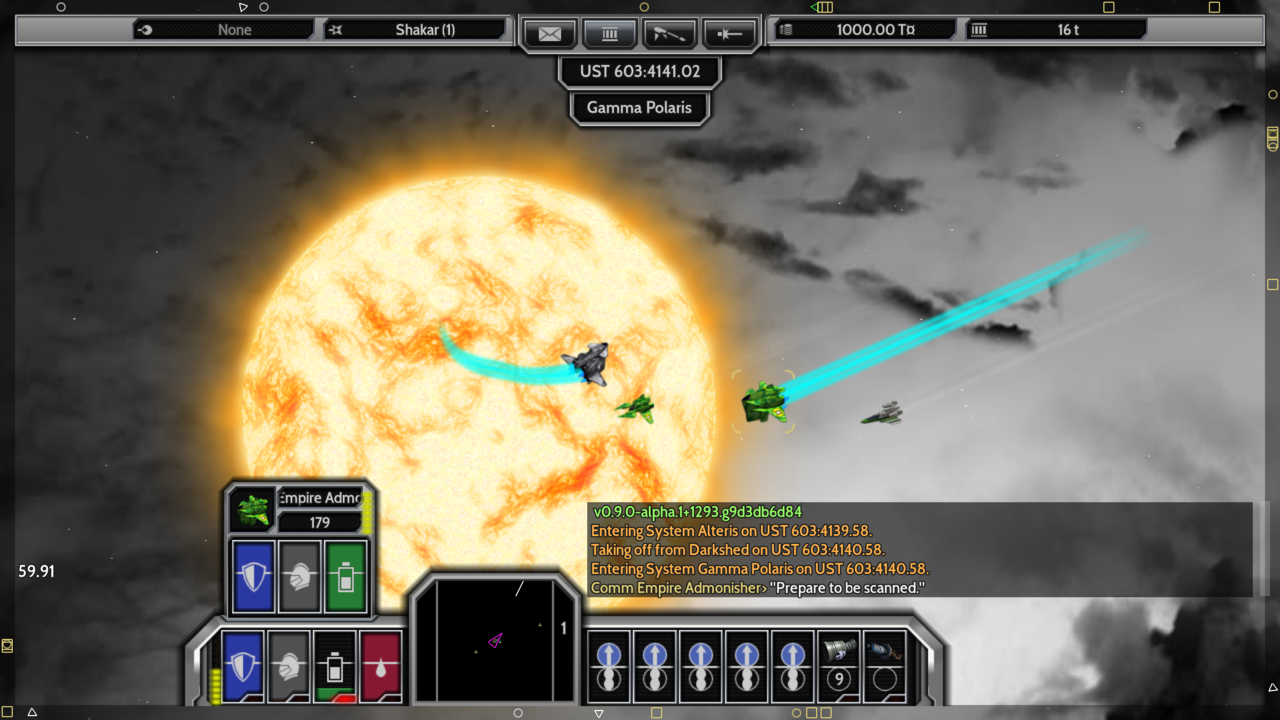 None
Shakar (1)
1000.00 T¤
16 t
UST 603:4141.02
Gamma Polaris
Empire Admo
179
v0.9.0-alpha.1+1293.g9d3db6d84
Entering System Alteris on UST 603:4139.58.
Taking off from Darkshed on UST 603:4140.58.
Entering System Gamma Polaris on UST 603:4140.58.
Comm Empire Admonisher> "Prepare to be scanned."
59.91
1
9